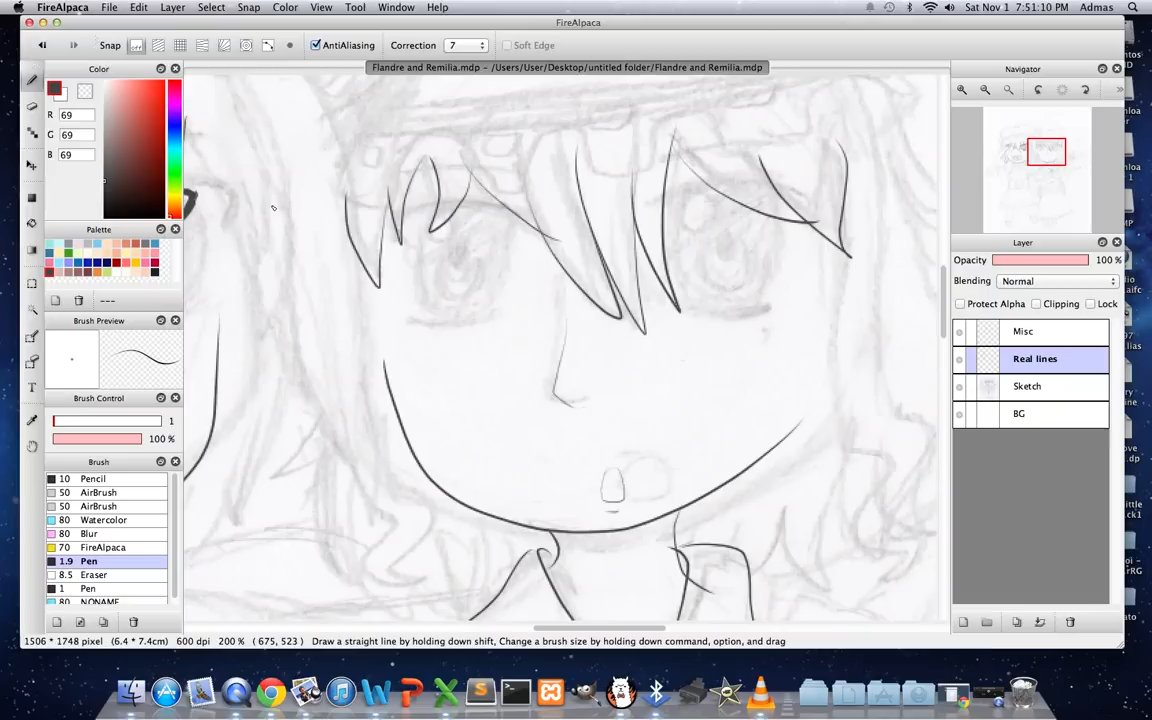 FireAlpaca File Edit Layer Select Snap Color View Tool Window Help Sat Nov 1 7:51:10 PM Admas
FireAlpaca
Snap AntiAliasing Correction 7 Soft Edge
Flandre and Remilia.mdp - /Users/User/Desktop/untitled folder/Flandre and Remilia.mdp
Color
R 69
G 69
B 69
Palette
---
Brush Preview
Brush Control
1
100 %
Brush
10 Pencil
50 AirBrush
50 AirBrush
80 Watercolor
80 Blur
70 FireAlpaca
1.9 Pen
8.5 Eraser
1 Pen
80 NONAME
Navigator
Layer
Opacity 100 %
Blending Normal
Protect Alpha Clipping Lock
Misc
Real lines
Sketch
BG
1506 * 1748 pixel (6.4 * 7.4cm) 600 dpi 200 % ( 675, 523 ) Draw a straight line by holding down shift, Change a brush size by holding down command, option, and drag